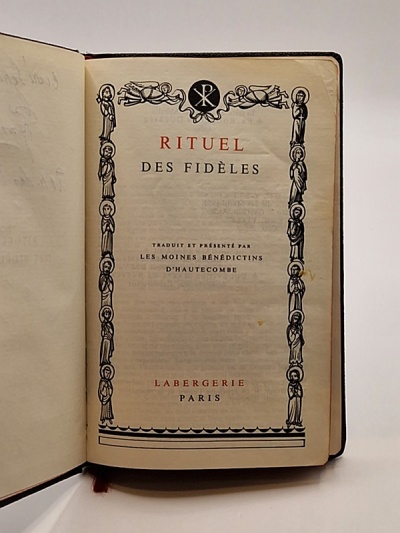 RITUEL
DES FIDÈLES
TRADUIT ET PRÉSENTÉ PAR
LES MOINES BÉNÉDICTINS
D'HAUTECOMBE
LABERGERIE
PARIS